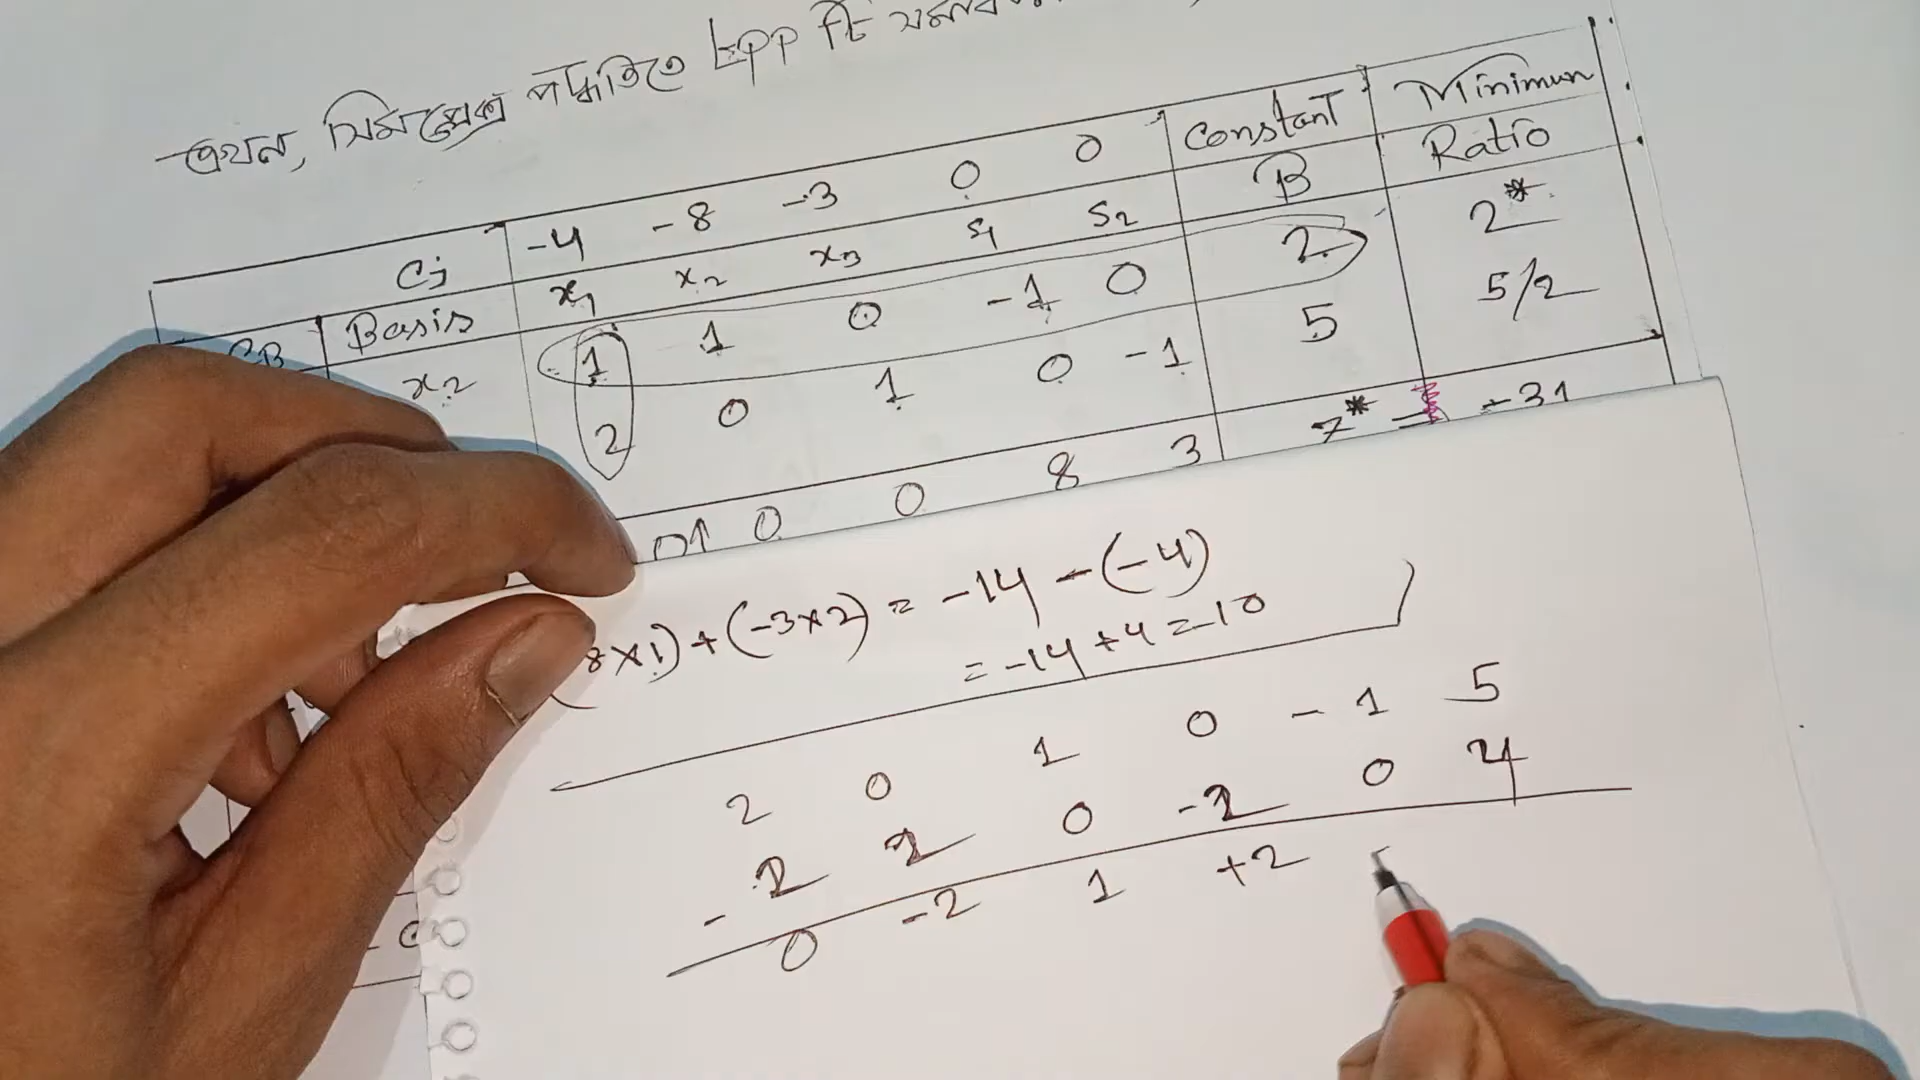 এখন, সিমপ্লেক্স পদ্ধতিতে Lpp টি
Cj -4 -8 -3 0 0 Constant Minimum
CB Basis x1 x2 x3 S1 S2 B Ratio
x2 1 1 0 -1 0 2 2*
2 0 1 0 -1 5 5/2
0 0 8 3 z* = -31
8×1)+(-3×2) = -14-(-4)
= -14+4=-10
2 0 1 0 -1 5
- 2 2 0 -2 0 4
0 -2 1 +2